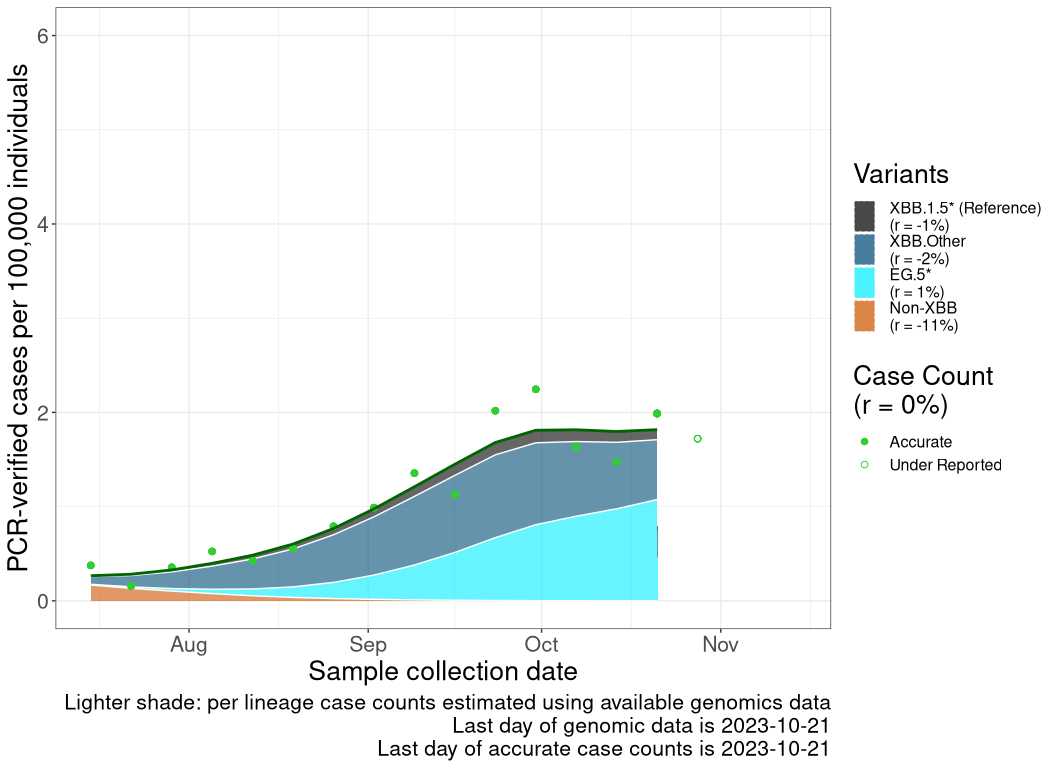 PCR-verified cases per 100,000 individuals
6
4
2
0
Aug
Sep
Oct
Nov
Sample collection date
Lighter shade: per lineage case counts estimated using available genomics data
Last day of genomic data is 2023-10-21
Last day of accurate case counts is 2023-10-21
Variants
XBB.1.5* (Reference)
(r = -1%)
XBB.Other
(r = -2%)
EG.5*
(r = 1%)
Non-XBB
(r = -11%)
Case Count
(r = 0%)
Accurate
Under Reported